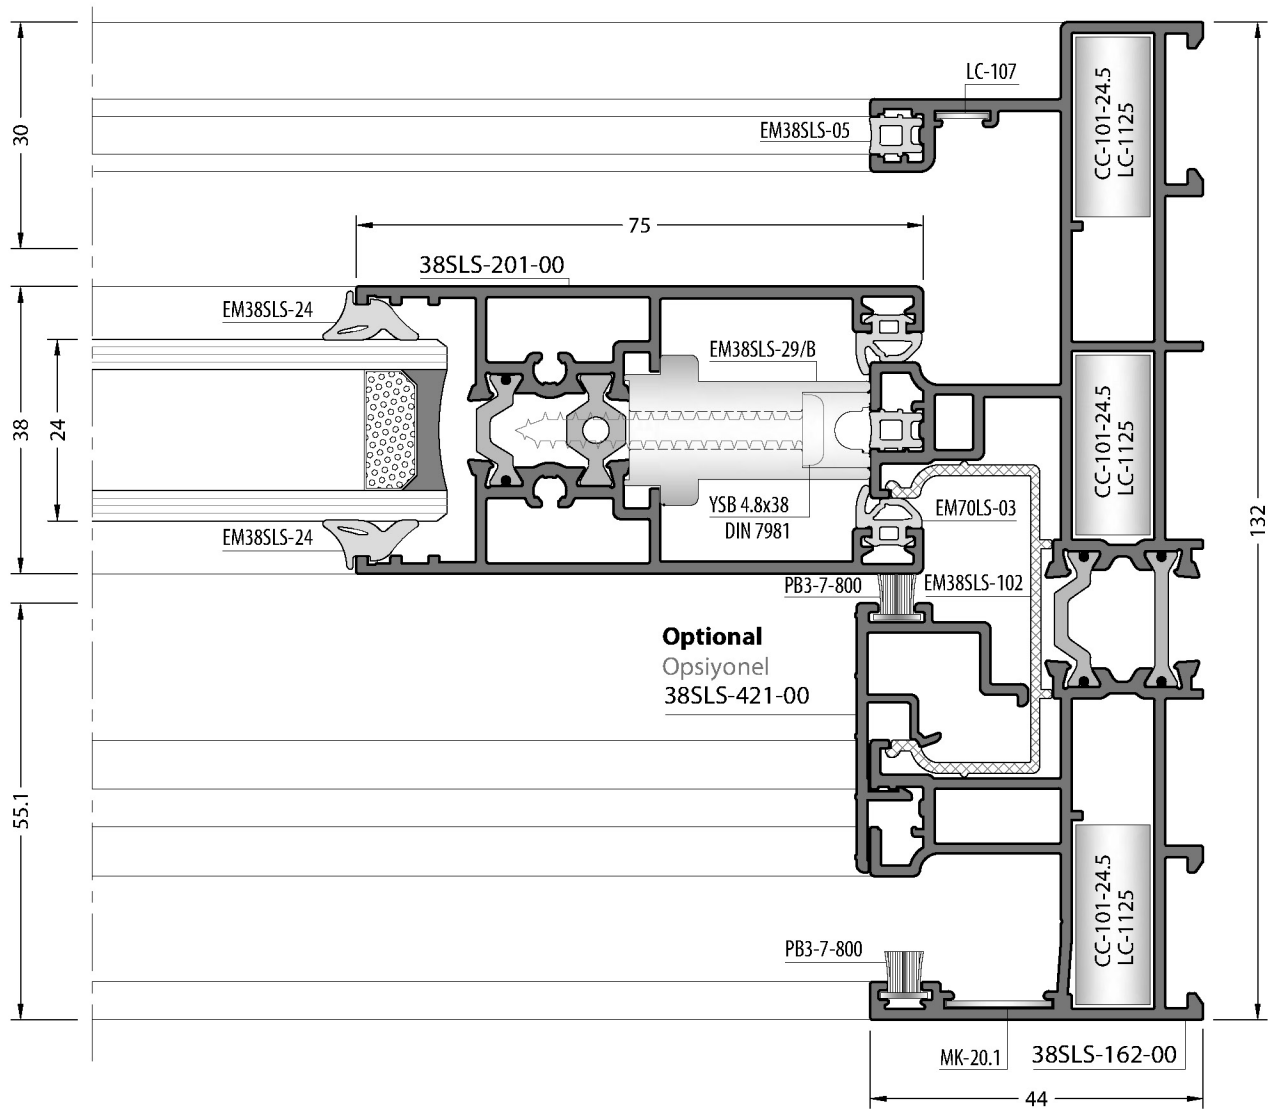 LC-107
CC-101-24.5
LC-1125
EM38SLS-05
30
75
38SLS-201-00
EM38SLS-24
EM38SLS-29/B
38
24
CC-101-24.5
LC-1125
YSB 4.8x38
DIN 7981
EM70LS-03
132
EM38SLS-24
PB3-7-800
EM38SLS-102
Optional
Opsiyonel
38SLS-421-00
55.1
CC-101-24.5
LC-1125
PB3-7-800
MK-20.1
38SLS-162-00
44